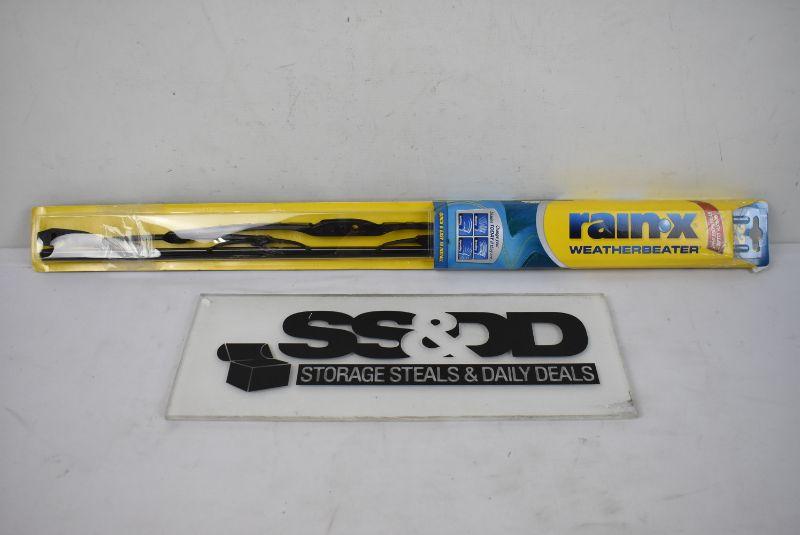 rain·x
WEATHERBEATER
SS&DD
STORAGE STEALS & DAILY DEALS